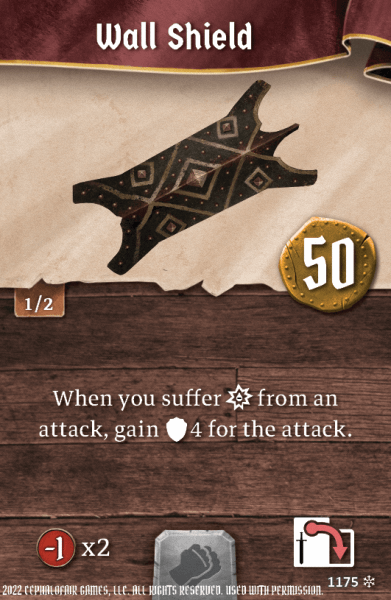 Wall Shield
50
1/2
When you suffer from an
attack, gain 4 for the attack.
-1 x2
1175
2022 CEPHALOFAIR GAMES, LLC. ALL RIGHTS RESERVED. USED WITH PERMISSION.